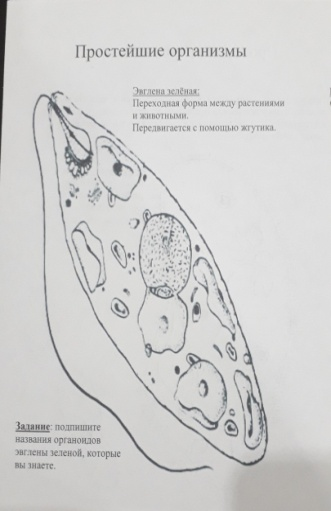 Простейшие организмы
Эвглена зелёная:
Переходная форма между растениями
и животными.
Передвигается с помощью жгутика.
Задание: подпишите
названия органоидов
эвглены зеленой, которые
вы знаете.